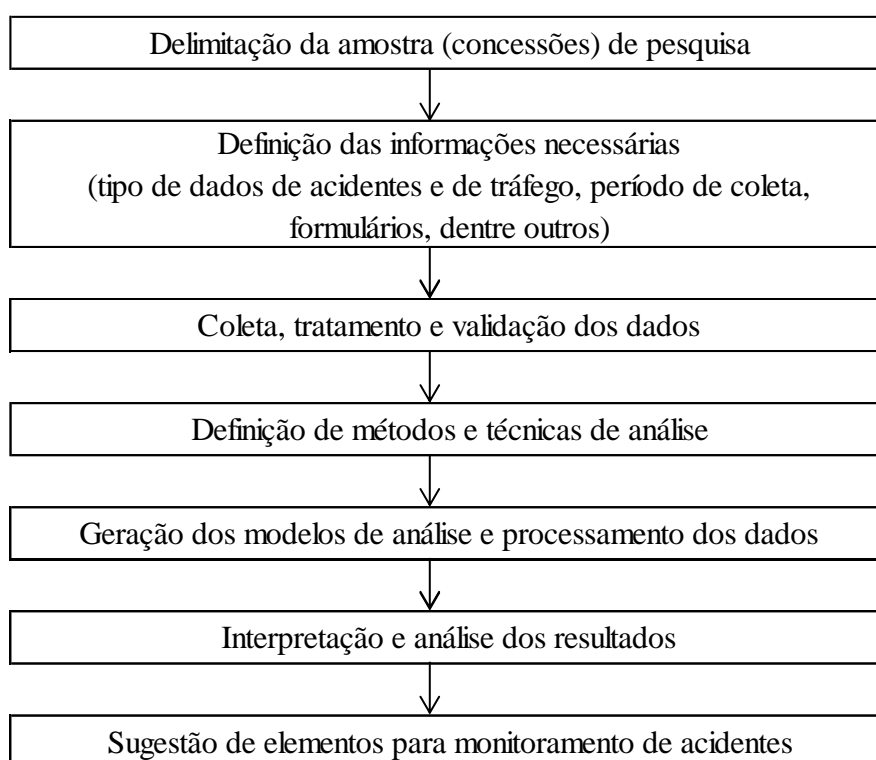 Delimitação da amostra (concessões) de pesquisa
Definição das informações necessárias
(tipo de dados de acidentes e de tráfego, período de coleta,
formulários, dentre outros)
Coleta, tratamento e validação dos dados
Definição de métodos e técnicas de análise
Geração dos modelos de análise e processamento dos dados
Interpretação e análise dos resultados
Sugestão de elementos para monitoramento de acidentes